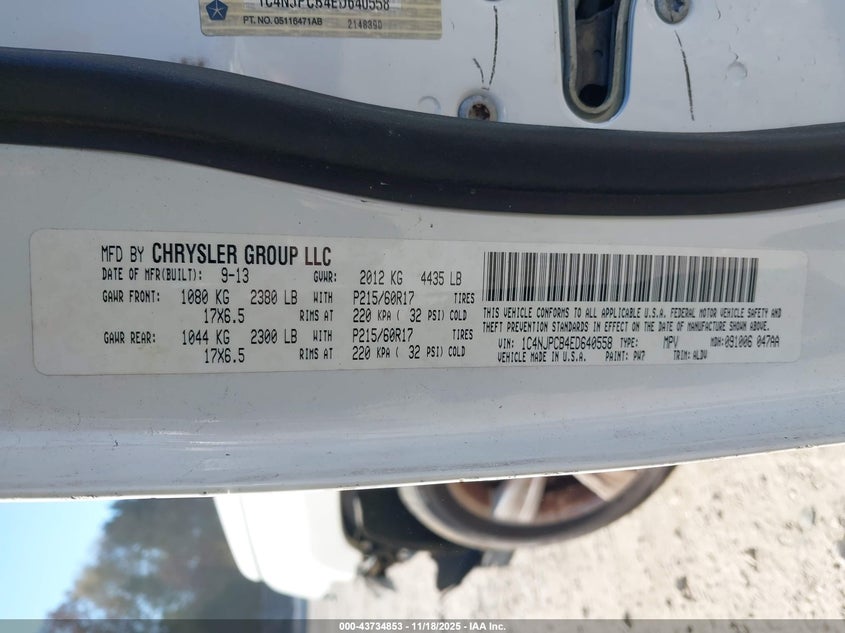 1C4NJPCB4ED640558
PT. NO. 05116471AB 2148390
MFD BY CHRYSLER GROUP LLC
DATE OF MFR(BUILT): 9-13 GVWR: 2012 KG 4435 LB
GAWR FRONT: 1080 KG 2380 LB WITH P215/60R17 TIRES
17X6.5 RIMS AT 220 KPA ( 32 PSI) COLD
GAWR REAR: 1044 KG 2300 LB WITH P215/60R17 TIRES
17X6.5 RIMS AT 220 KPA ( 32 PSI) COLD
THIS VEHICLE CONFORMS TO ALL APPLICABLE U.S.A. FEDERAL MOTOR VEHICLE SAFETY AND
THEFT PREVENTION STANDARDS IN EFFECT ON THE DATE OF MANUFACTURE SHOWN ABOVE.
VIN: 1C4NJPCB4ED640558 TYPE: MPV MDH:091006 047AA
VEHICLE MADE IN U.S.A. PAINT: PW7 TRIM: ALDV
000-43734853 — 11/18/2025 — IAA Inc.